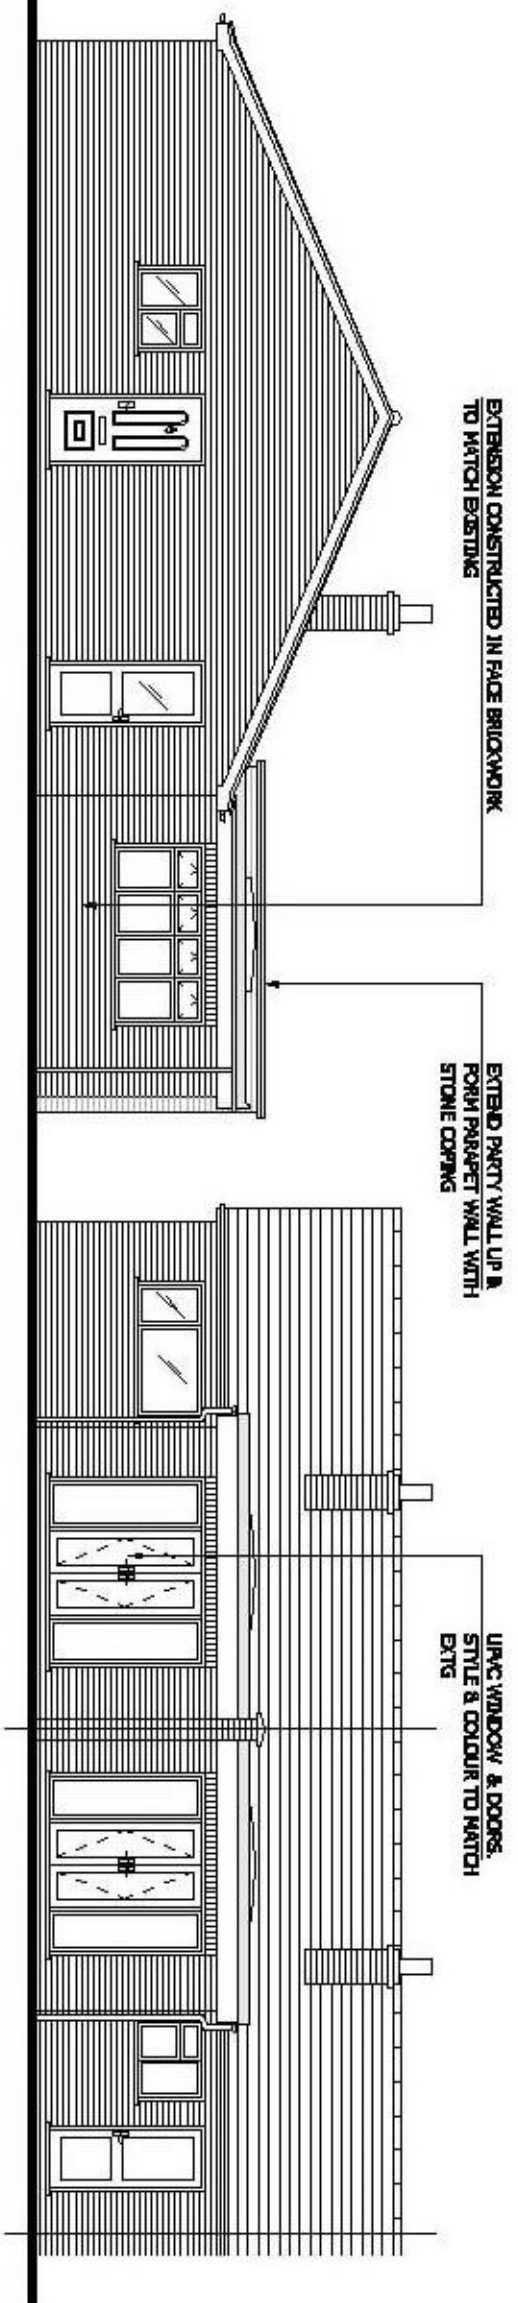 EXTENSION CONSTRUCTED IN FACE BRICKWORK
TO MATCH EXISTING
EXTEND PARTY WALL UP &
FORM PARAPET WALL WITH
STONE COPING
UPVC WINDOW & DOORS.
STYLE & COLOUR TO MATCH
EXTG